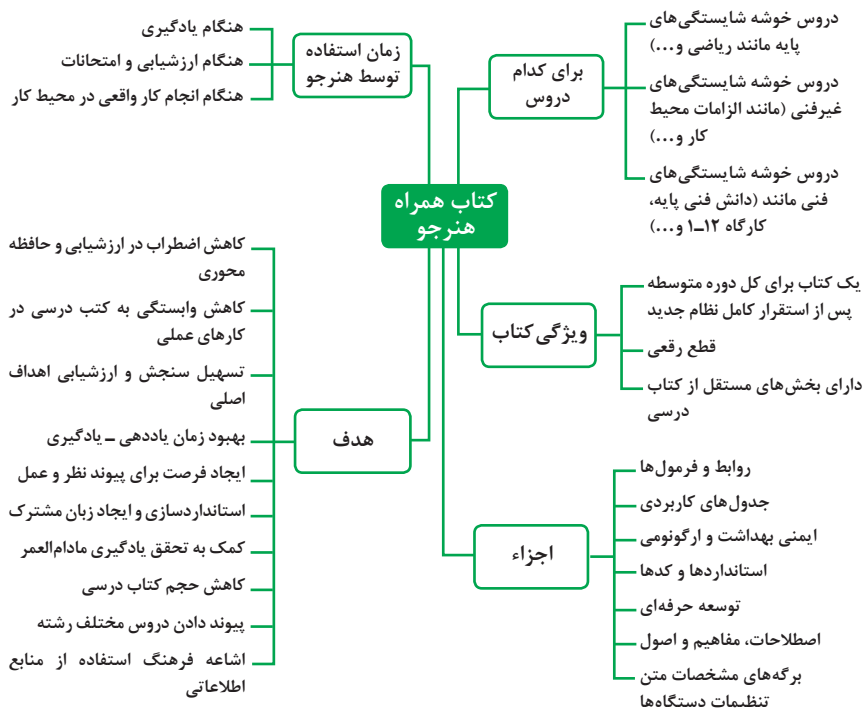 کتاب همراه
هنرجو
برای کدام
دروس
دروس خوشه شایستگی‌های
پایه مانند ریاضی و...)
دروس خوشه شایستگی‌های
غیرفنی (مانند الزامات محیط
کار و...)
دروس خوشه شایستگی‌های
فنی مانند (دانش فنی پایه،
کارگاه ۱۲ـ۱ و...)
ویژگی کتاب
یک کتاب برای کل دوره متوسطه
پس از استقرار کامل نظام جدید
قطع رقعی
دارای بخش‌های مستقل از کتاب
درسی
اجزاء
روابط و فرمول‌ها
جدول‌های کاربردی
ایمنی بهداشت و ارگونومی
استانداردها و کدها
توسعه حرفه‌ای
اصطلاحات، مفاهیم و اصول
برگه‌های مشخصات متن
تنظیمات دستگاه‌ها
زمان استفاده
توسط هنرجو
هنگام یادگیری
هنگام ارزشیابی و امتحانات
هنگام انجام کار واقعی در محیط کار
هدف
کاهش اضطراب در ارزشیابی و حافظه
محوری
کاهش وابستگی به کتب درسی در
کارهای عملی
تسهیل سنجش و ارزشیابی اهداف
اصلی
بهبود زمان یاددهی ـ یادگیری
ایجاد فرصت برای پیوند نظر و عمل
استانداردسازی و ایجاد زبان مشترک
کمک به تحقق یادگیری مادام‌العمر
کاهش حجم کتاب درسی
پیوند دادن دروس مختلف رشته
اشاعه فرهنگ استفاده از منابع
اطلاعاتی